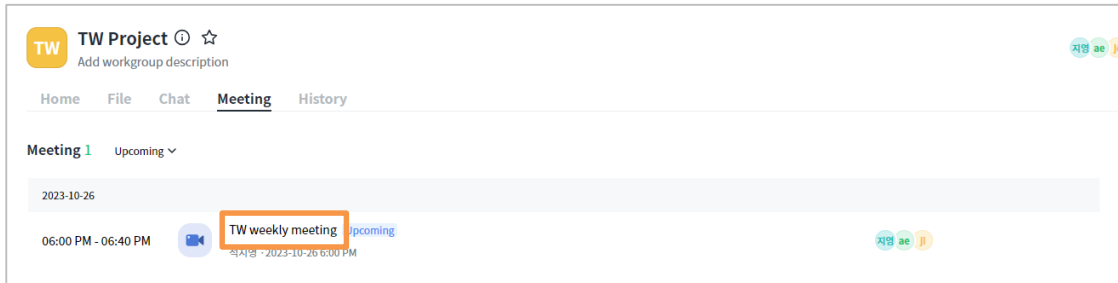 TW
TW Project
Add workgroup description
지영 ae
Home File Chat Meeting History
Meeting 1 Upcoming
2023-10-26
06:00 PM - 06:40 PM
TW weekly meeting Upcoming
지영 · 2023-10-26 6:00 PM
지영 ae JI